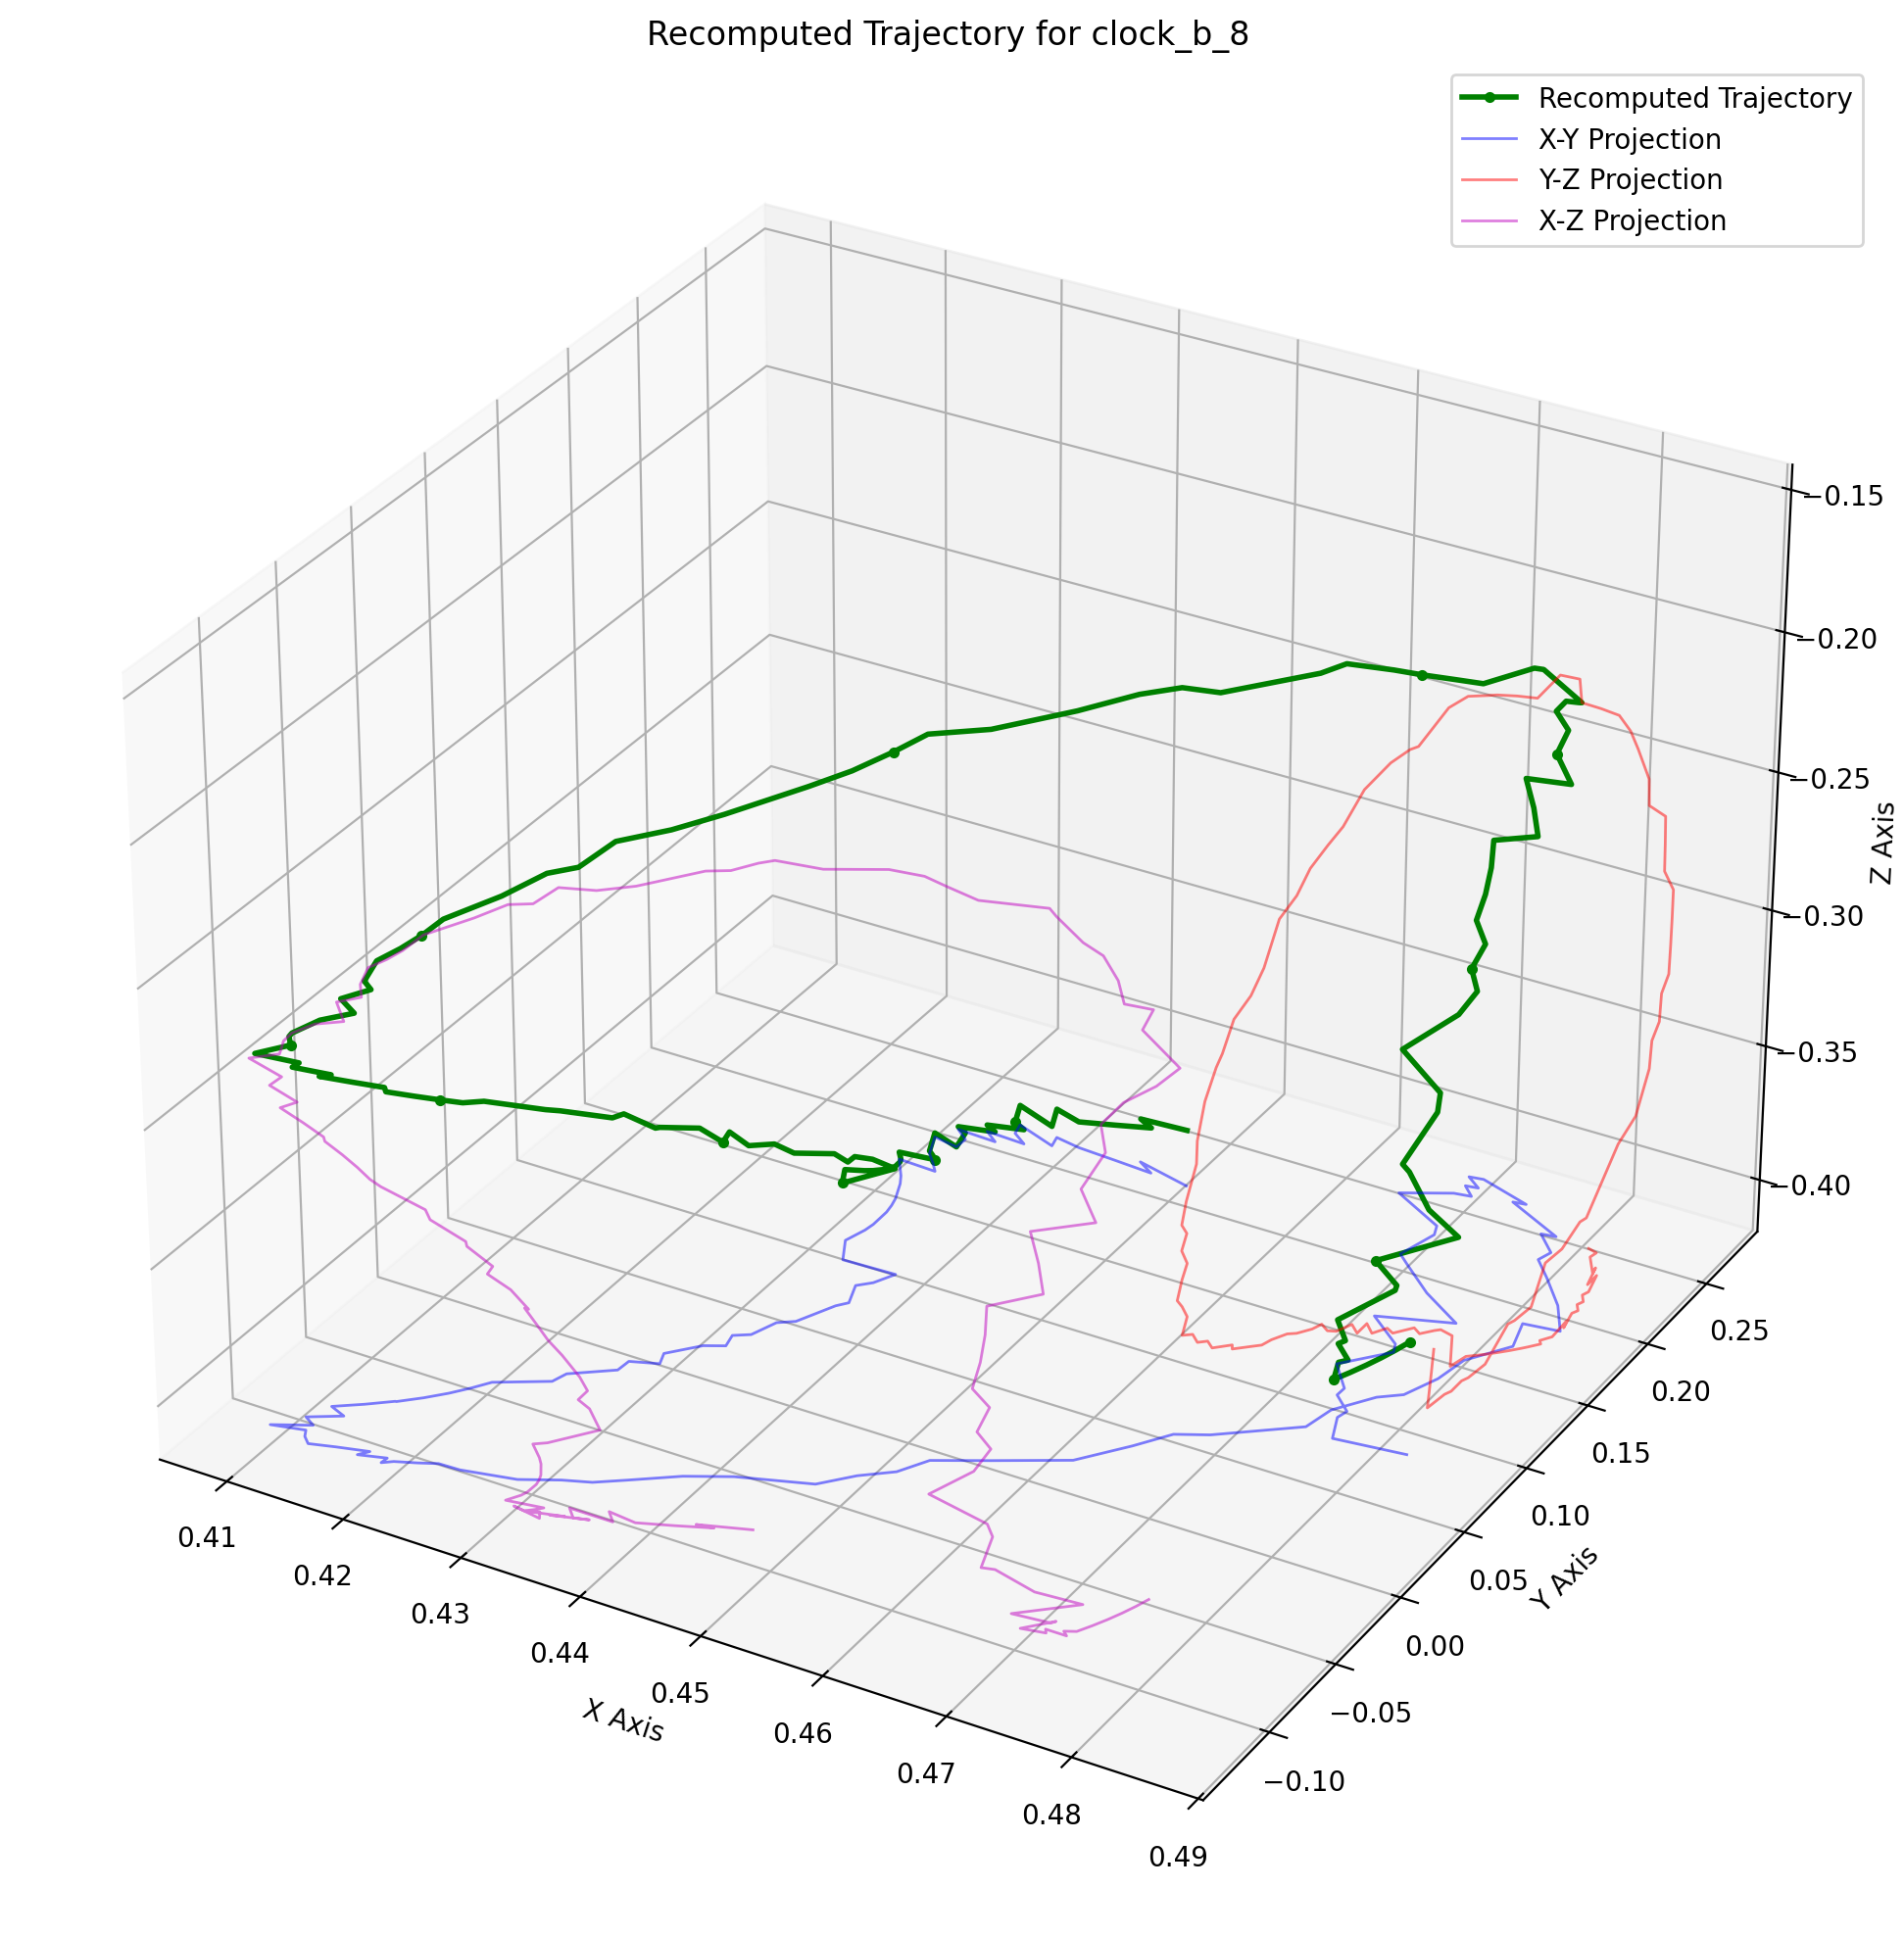 Recomputed Trajectory for clock_b_8
Recomputed Trajectory
X-Y Projection
Y-Z Projection
X-Z Projection
−0.15
−0.20
−0.25
−0.30
−0.35
−0.40
Z Axis
0.25
0.20
0.15
0.10
0.05
0.00
−0.05
−0.10
Y Axis
0.41
0.42
0.43
0.44
0.45
0.46
0.47
0.48
0.49
X Axis